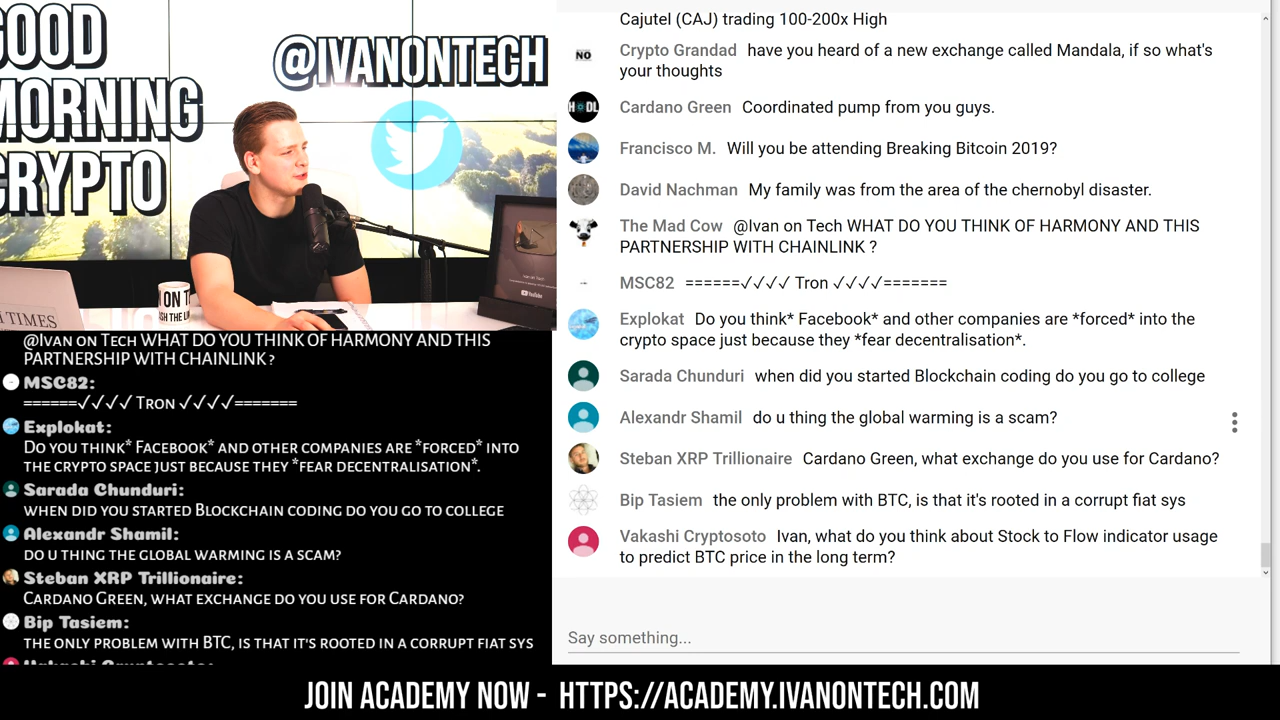 GOOD
MORNING
CRYPTO
@IVANONTECH
TIMES
YouTube
@Ivan on Tech WHAT DO YOU THINK OF HARMONY AND THIS
PARTNERSHIP WITH CHAINLINK ?
MSC82:
======✓✓✓✓ Tron ✓✓✓✓=======
Explokat:
Do you think* Facebook* and other companies are *forced* into
the crypto space just because they *fear decentralisation*.
Sarada Chunduri:
when did you started Blockchain coding do you go to college
Alexandr Shamil:
do u thing the global warming is a scam?
Steban XRP Trillionaire:
Cardano Green, what exchange do you use for Cardano?
Bip Tasiem:
the only problem with BTC, is that it's rooted in a corrupt fiat sys
Cajutel (CAJ) trading 100-200x High
NO
Crypto Grandad have you heard of a new exchange called Mandala, if so what's
your thoughts
Cardano Green Coordinated pump from you guys.
Francisco M. Will you be attending Breaking Bitcoin 2019?
David Nachman My family was from the area of the chernobyl disaster.
The Mad Cow @Ivan on Tech WHAT DO YOU THINK OF HARMONY AND THIS
PARTNERSHIP WITH CHAINLINK ?
MSC82 ======✓✓✓✓ Tron ✓✓✓✓=======
Explokat Do you think* Facebook* and other companies are *forced* into the
crypto space just because they *fear decentralisation*.
Sarada Chunduri when did you started Blockchain coding do you go to college
Alexandr Shamil do u thing the global warming is a scam?
Steban XRP Trillionaire Cardano Green, what exchange do you use for Cardano?
Bip Tasiem the only problem with BTC, is that it's rooted in a corrupt fiat sys
Vakashi Cryptosoto Ivan, what do you think about Stock to Flow indicator usage
to predict BTC price in the long term?
Say something...
JOIN ACADEMY NOW - HTTPS://ACADEMY.IVANONTECH.COM